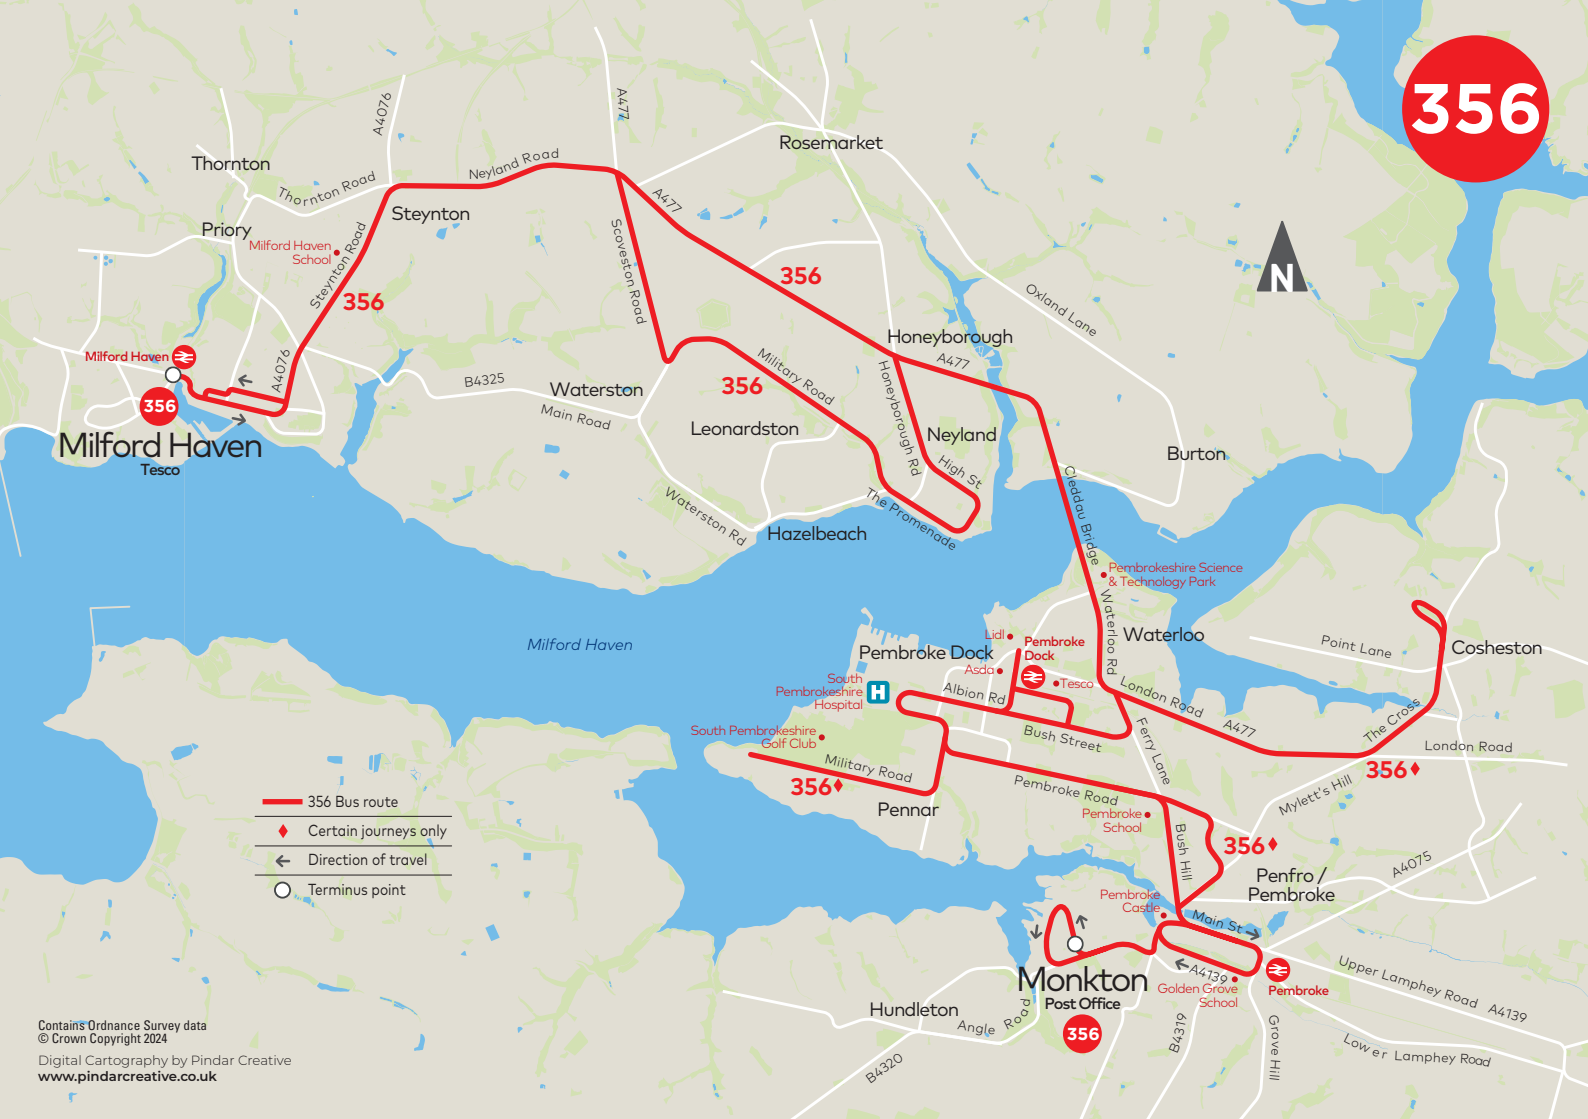 356
A4076
A477
Rosemarket
Thornton
Neyland Road
Thornton Road
A477
Steynton
Priory
Milford Haven
School
Steynton Road
Scoveston Road
356
356
N
Oxland Lane
Honeyborough
A477
Milford Haven
A4076
B4325
Waterston
Main Road
356
Military Road
Honeyborough Rd
356
Milford Haven
Tesco
Leonardston
Neyland
High St
Burton
Cleddau Bridge
Waterston Rd
The Promenade
Hazelbeach
Pembrokeshire Science
& Technology Park
Waterloo Rd
Milford Haven
Lidl
Pembroke
Dock
Waterloo
Pembroke Dock
Point Lane
Cosheston
Asda
Tesco
South
Pembrokeshire
Hospital
H
Albion Rd
London Road
A477
The Cross
South Pembrokeshire
Golf Club
Bush Street
Ferry Lane
London Road
356
Military Road
356
Pembroke Road
Mylett's Hill
Pennar
Pembroke
School
Bush Hill
356
356 Bus route
Certain journeys only
Direction of travel
Terminus point
A4075
Penfro /
Pembroke
Pembroke
Castle
Main St
Monkton
Post Office
356
A4139
Golden Grove
School
Pembroke
Upper Lamphey Road
A4139
Hundleton
Angle Road
B4320
B4319
Grove Hill
Lower Lamphey Road
Contains Ordnance Survey data
© Crown Copyright 2024
Digital Cartography by Pindar Creative
www.pindarcreative.co.uk